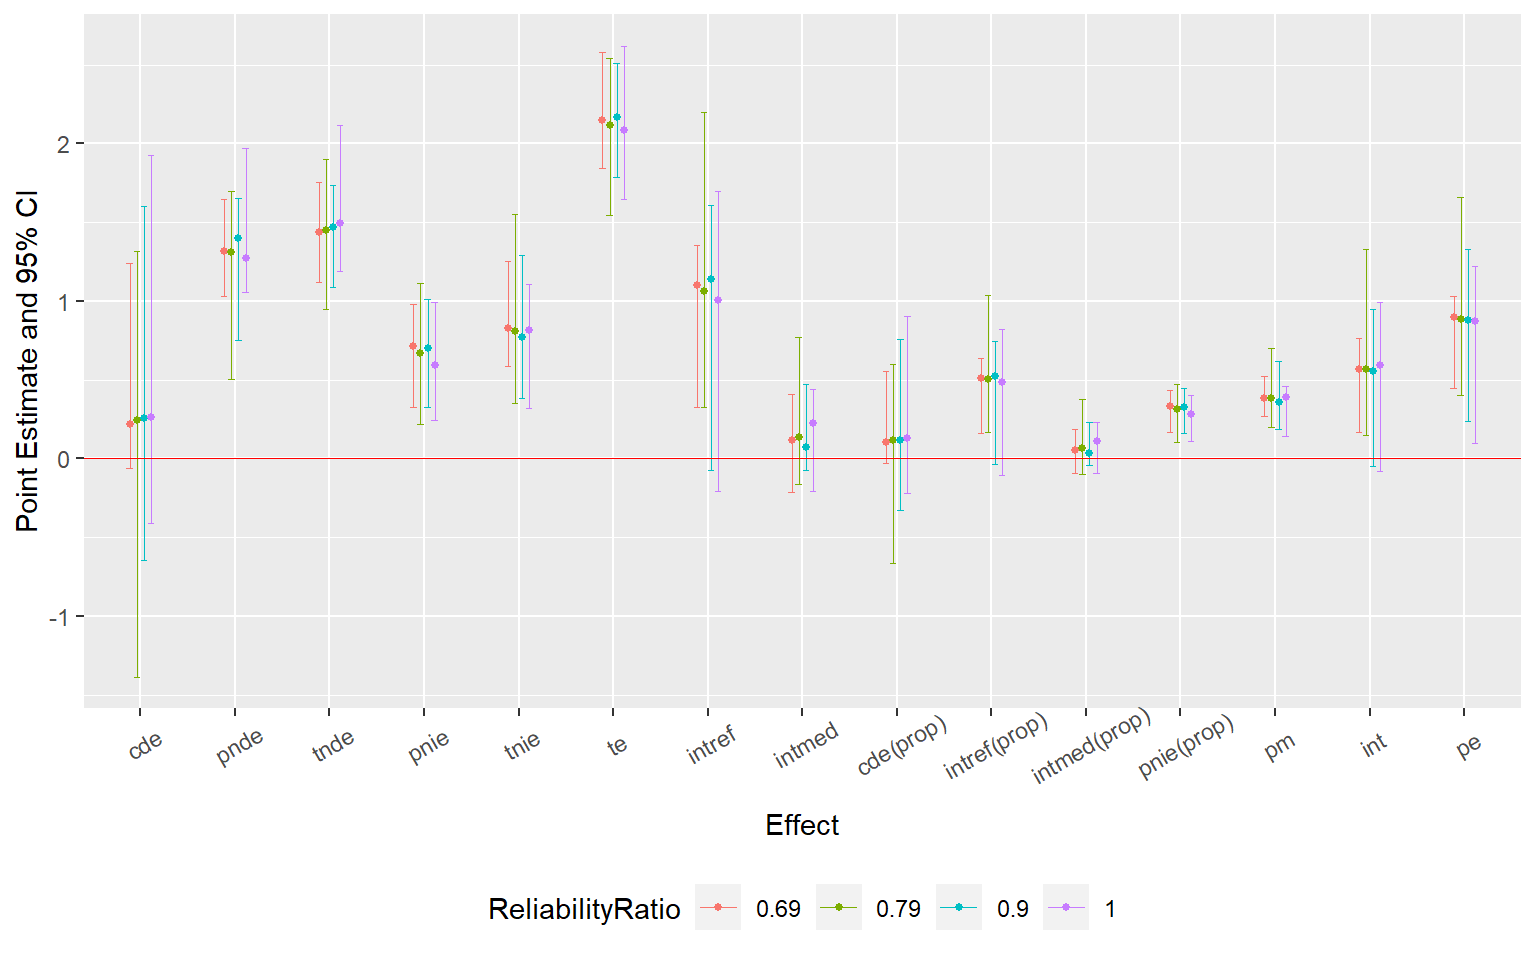 Point Estimate and 95% CI
2
1
0
-1
cde pnde tnde pnie tnie te intref intmed cde(prop) intref(prop) intmed(prop) pnie(prop) pm int pe
Effect
ReliabilityRatio 0.69 0.79 0.9 1